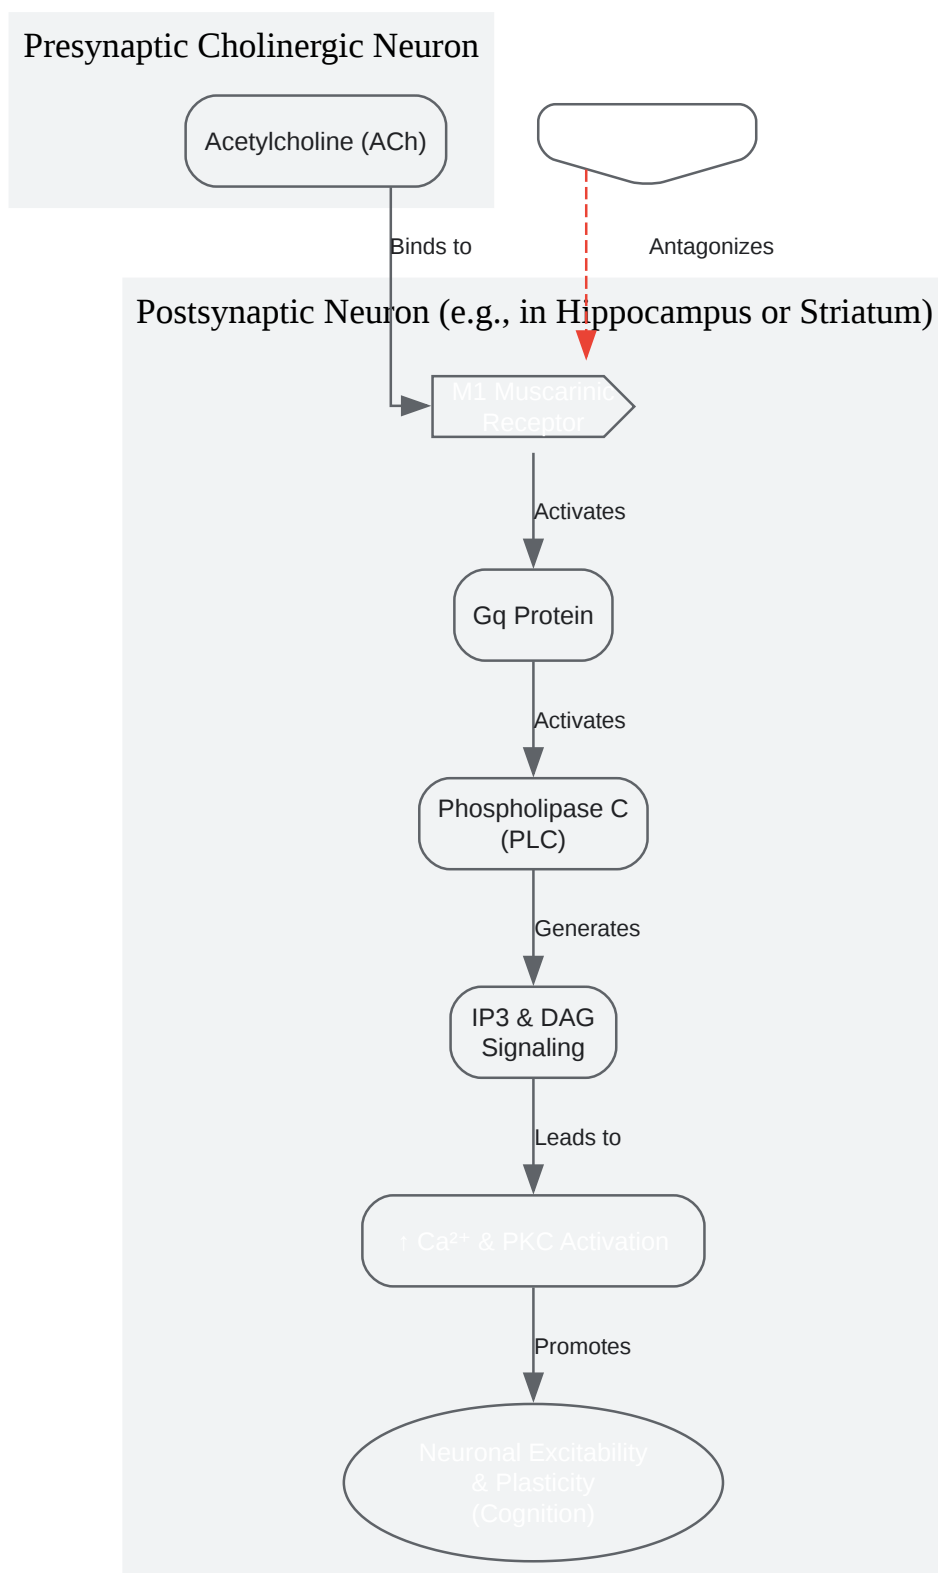 Presynaptic Cholinergic Neuron
Acetylcholine (ACh)
Binds to
Antagonizes
Postsynaptic Neuron (e.g., in Hippocampus or Striatum)
M1 Muscarinic
Receptor
Activates
Gq Protein
Activates
Phospholipase C
(PLC)
Generates
IP3 & DAG
Signaling
Leads to
↑ Ca²⁺ & PKC Activation
Promotes
Neuronal Excitability
& Plasticity
(Cognition)